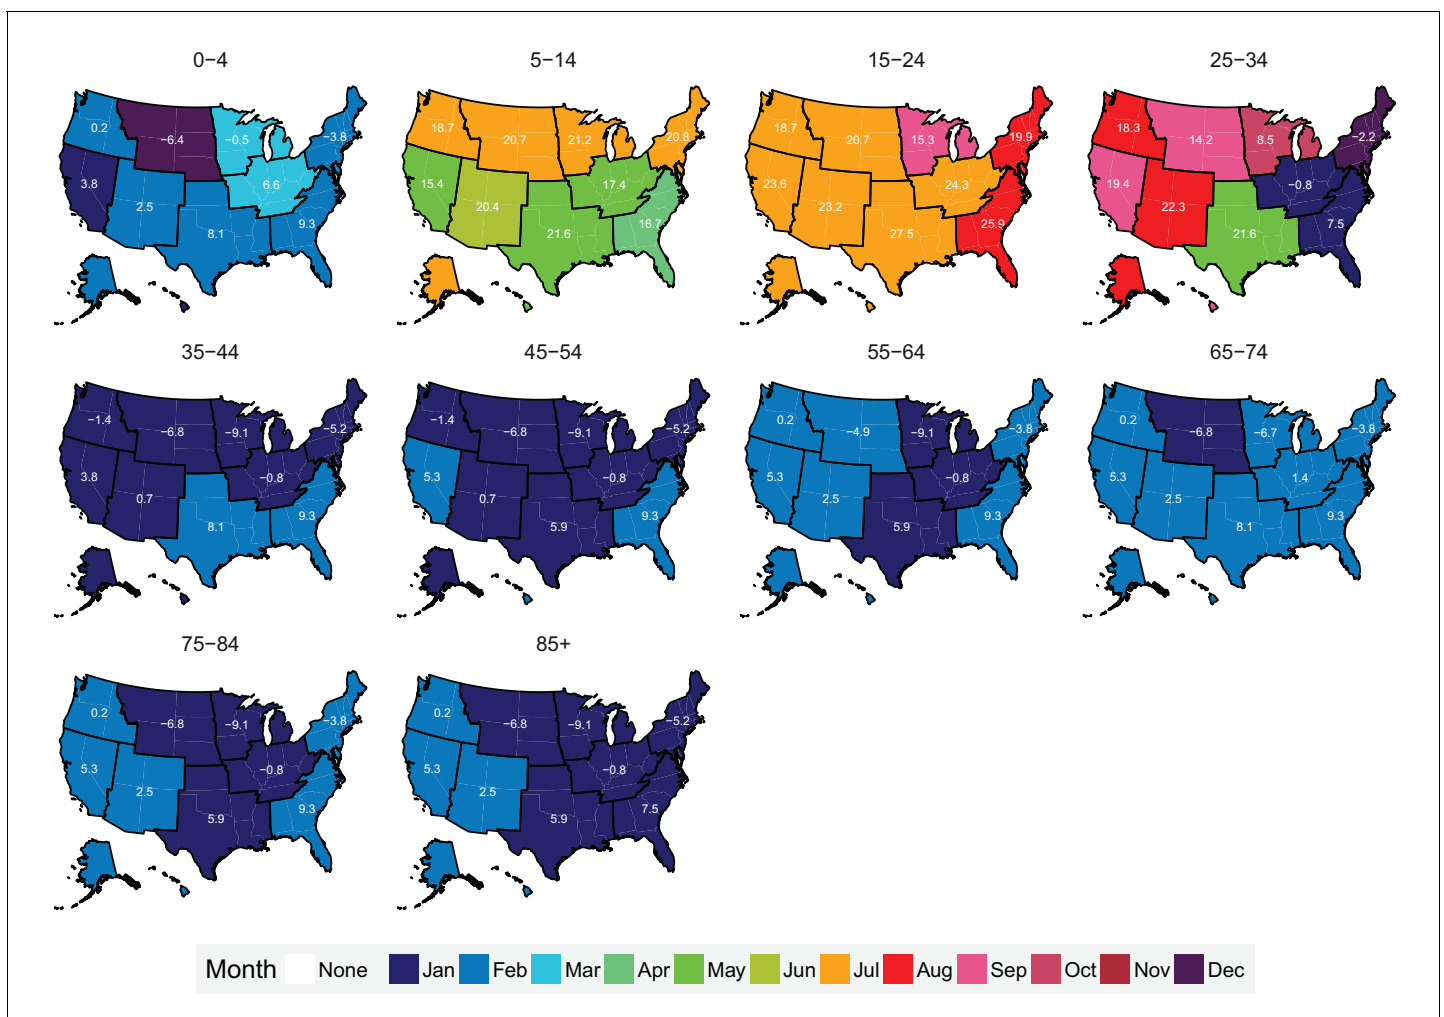 0−4 5−14 15−24 25−34
0.2 −6.4 −0.5 −3.8 18.7 20.7 21.2 20.8 18.7 20.7 15.3 19.9 18.3 14.2 8.5 −2.2
3.8 2.5 6.6 15.4 20.4 17.4 23.6 23.2 24.3 19.4 22.3 −0.8
8.1 9.3 21.6 16.7 27.5 25.9 21.6 7.5
35−44 45−54 55−64 65−74
−1.4 −6.8 −9.1 −5.2 −1.4 −6.8 −9.1 −5.2 0.2 −4.9 −9.1 −3.8 0.2 −6.8 −6.7 −3.8
3.8 0.7 −0.8 5.3 0.7 −0.8 5.3 2.5 −0.8 5.3 2.5 1.4
8.1 9.3 5.9 9.3 5.9 9.3 8.1 9.3
75−84 85+
0.2 −6.8 −9.1 −3.8 0.2 −6.8 −9.1 −5.2
5.3 2.5 −0.8 5.3 2.5 −0.8
5.9 9.3 5.9 7.5
Month None Jan Feb Mar Apr May Jun Jul Aug Sep Oct Nov Dec